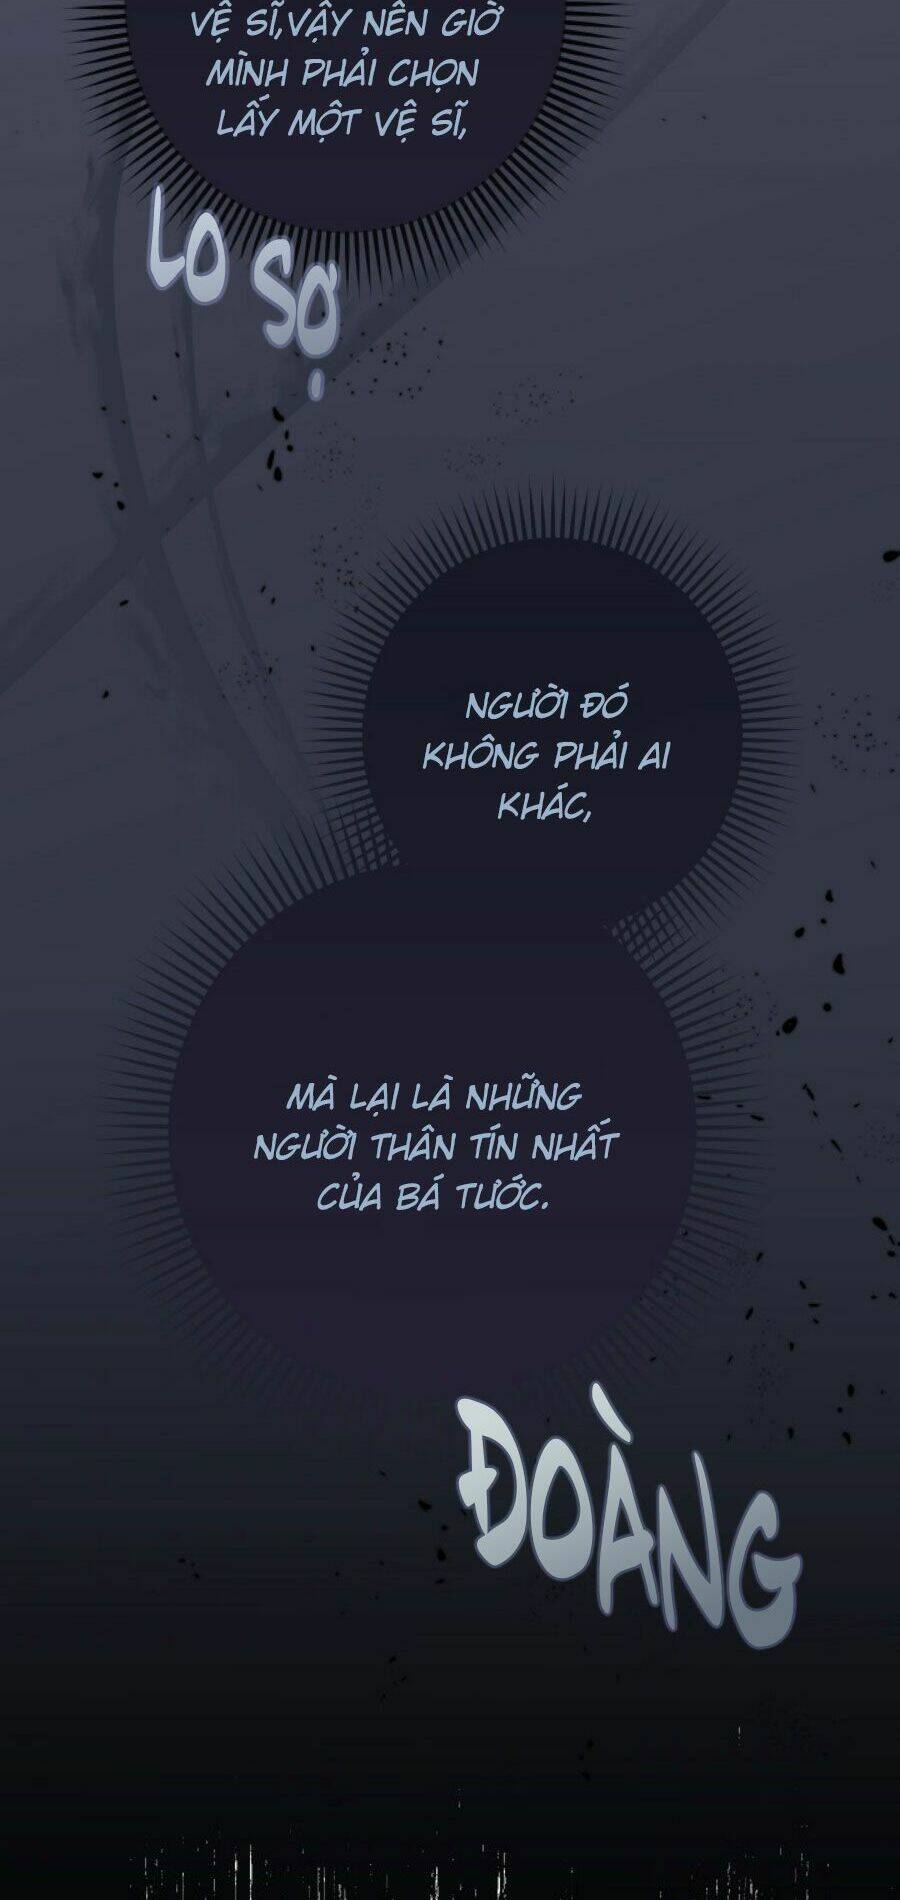 VỆ SĨ,VẬY NÊN GIỜ
MÌNH PHẢI CHỌN
LẤY MỘT VỆ SĨ,
LO SỢ
NGƯỜI ĐÓ
KHÔNG PHẢI AI
KHÁC,
MÀ LẠI LÀ NHỮNG
NGƯỜI THÂN TÍN NHẤT
CỦA BÁ TƯỚC.
ĐOÀNG